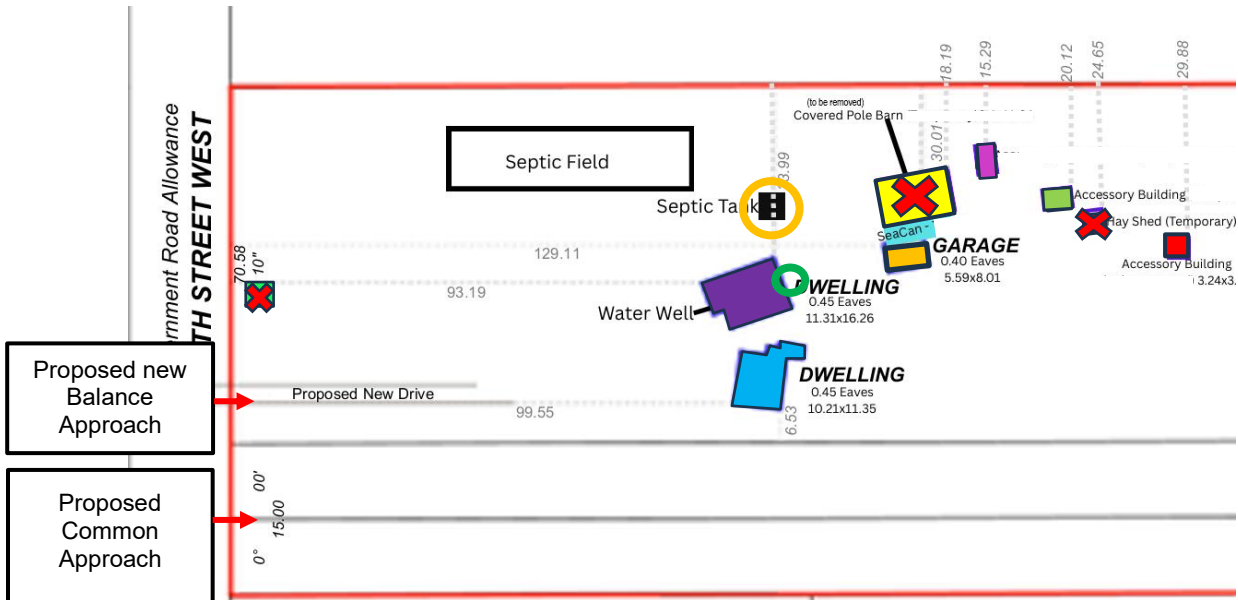 18.19
15.29
20.12
24.65
29.88
(to be removed)
Covered Pole Barn
30.01
Septic Field
Septic Tank
Accessory Building
Hay Shed (Temporary)
SeaCan -
GARAGE
0.40 Eaves
5.59x8.01
Accessory Building
129.11
70.58
10"
93.19
DWELLING
0.45 Eaves
11.31x16.26
Water Well
Road Allowance
STREET WEST
Proposed new
Balance
Approach
Proposed New Drive
99.55
DWELLING
0.45 Eaves
10.21x11.35
6.53
Proposed
Common
Approach
00'
15.00
0°